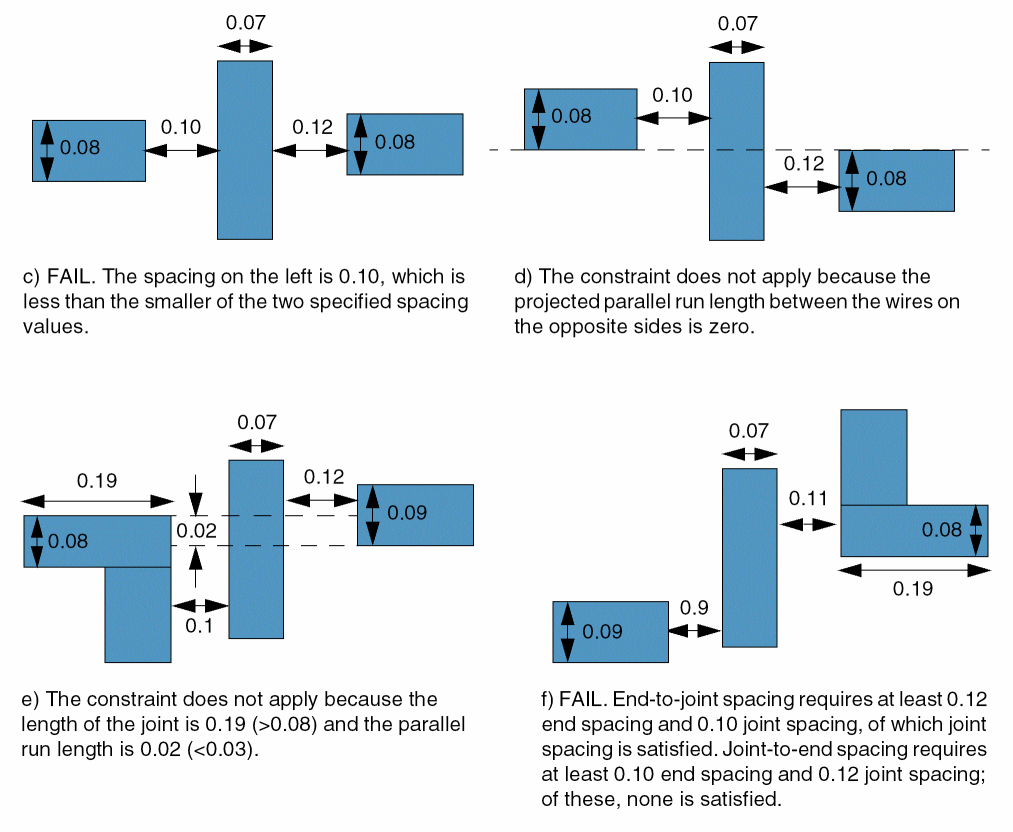 0.07
0.08
0.10
0.12
0.08
c) FAIL. The spacing on the left is 0.10, which is
less than the smaller of the two specified spacing
values.
0.07
0.08
0.10
0.12
0.08
d) The constraint does not apply because the
projected parallel run length between the wires on
the opposite sides is zero.
0.07
0.19
0.12
0.08
0.02
0.09
0.1
e) The constraint does not apply because the
length of the joint is 0.19 (>0.08) and the parallel
run length is 0.02 (<0.03).
0.07
0.11
0.08
0.19
0.9
0.09
f) FAIL. End-to-joint spacing requires at least 0.12
end spacing and 0.10 joint spacing, of which joint
spacing is satisfied. Joint-to-end spacing requires
at least 0.10 end spacing and 0.12 joint spacing;
of these, none is satisfied.